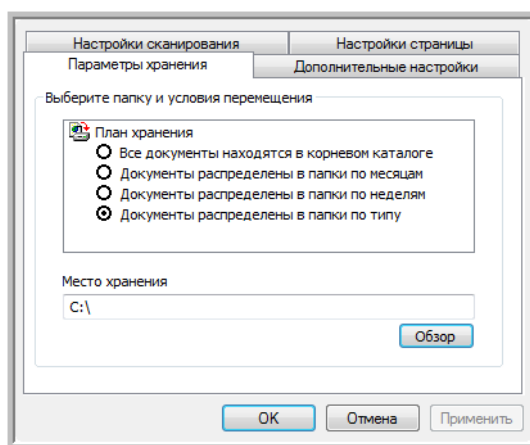 Настройки сканирования
Настройки страницы
Параметры хранения
Дополнительные настройки
Выберите папку и условия перемещения
План хранения
Все документы находятся в корневом каталоге
Документы распределены в папки по месяцам
Документы распределены в папки по неделям
Документы распределены в папки по типу
Место хранения
C:\
Обзор
OK
Отмена
Применить